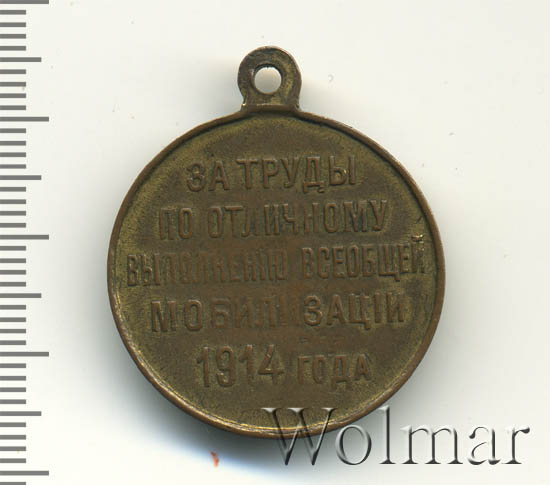 ЗА ТРУДЫ
ПО ОТЛИЧНОМУ
ВЫПОЛНЕНІЮ ВСЕОБЩЕЙ
МОБИЛИЗАЦІИ
1914 ГОДА
Wolmar